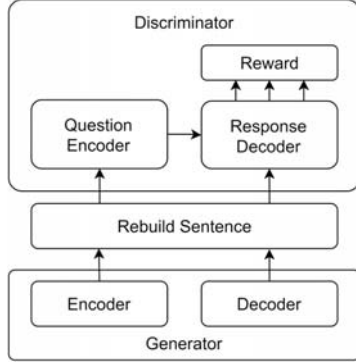 Discriminator
Reward
Question
Encoder
Response
Decoder
Rebuild Sentence
Encoder
Decoder
Generator